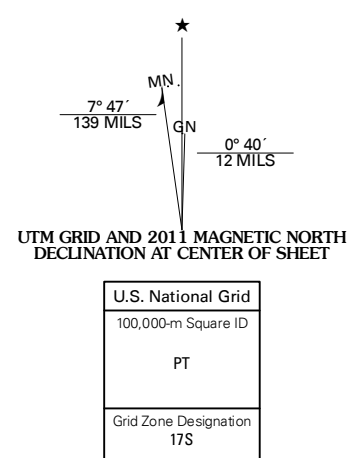 ★
MN
7° 47´
139 MILS
GN
0° 40´
12 MILS
UTM GRID AND 2011 MAGNETIC NORTH
DECLINATION AT CENTER OF SHEET
U.S. National Grid
100,000-m Square ID
PT
Grid Zone Designation
17S